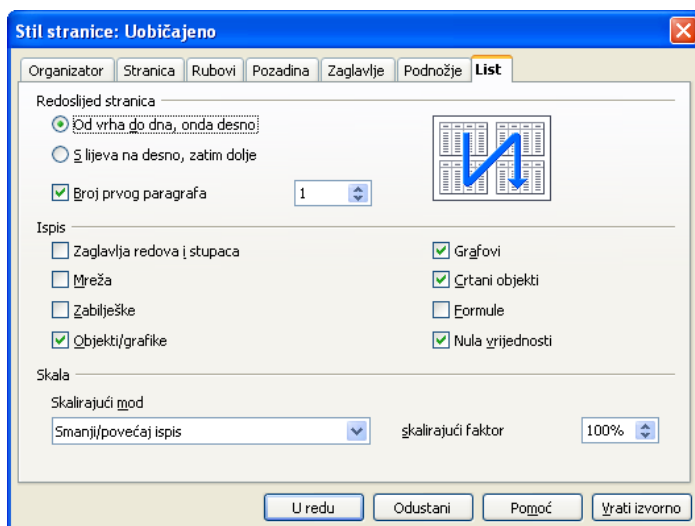 Stil stranice: Uobičajeno
Organizator Stranica Rubovi Pozadina Zaglavlje Podnožje List
Redoslijed stranica
Od vrha do dna, onda desno
S lijeva na desno, zatim dolje
Broj prvog paragrafa 1
Ispis
Zaglavlja redova i stupaca Grafovi
Mreža Crtani objekti
Zabilješke Formule
Objekti/grafike Nula vrijednosti
Skala
Skalirajući mod
Smanji/povećaj ispis skalirajući faktor 100%
U redu Odustani Pomoć Vrati izvorno